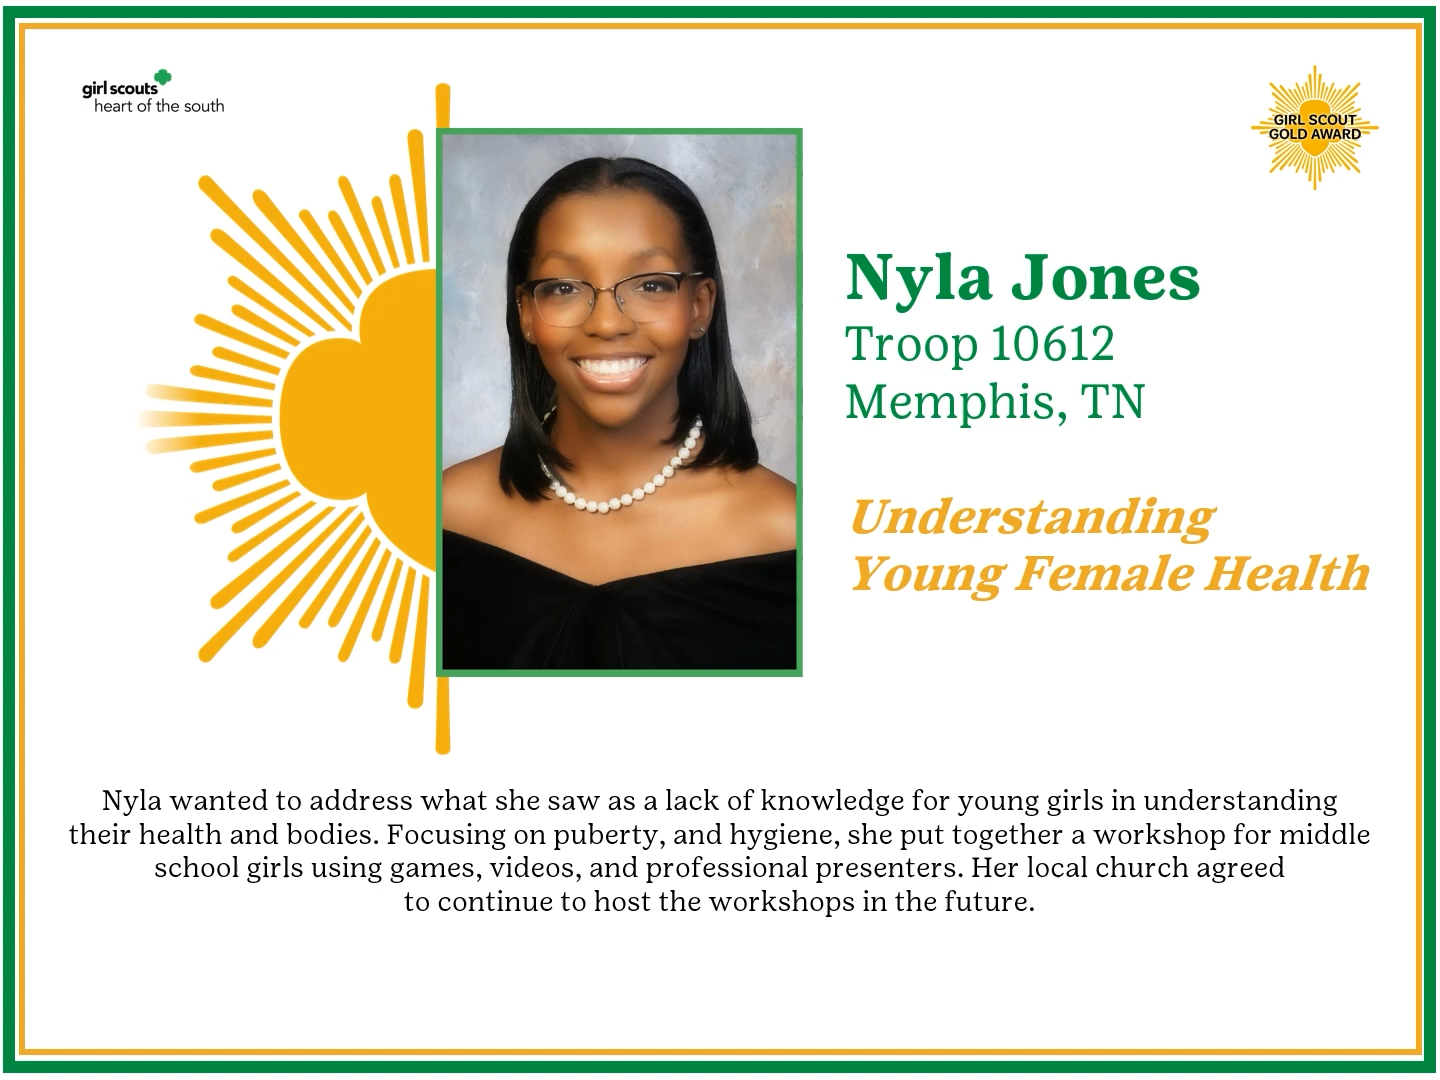 girl scouts
heart of the south
GIRL SCOUT
GOLD AWARD
Nyla Jones
Troop 10612
Memphis, TN
Understanding
Young Female Health
Nyla wanted to address what she saw as a lack of knowledge for young girls in understanding
their health and bodies. Focusing on puberty, and hygiene, she put together a workshop for middle
school girls using games, videos, and professional presenters. Her local church agreed
to continue to host the workshops in the future.